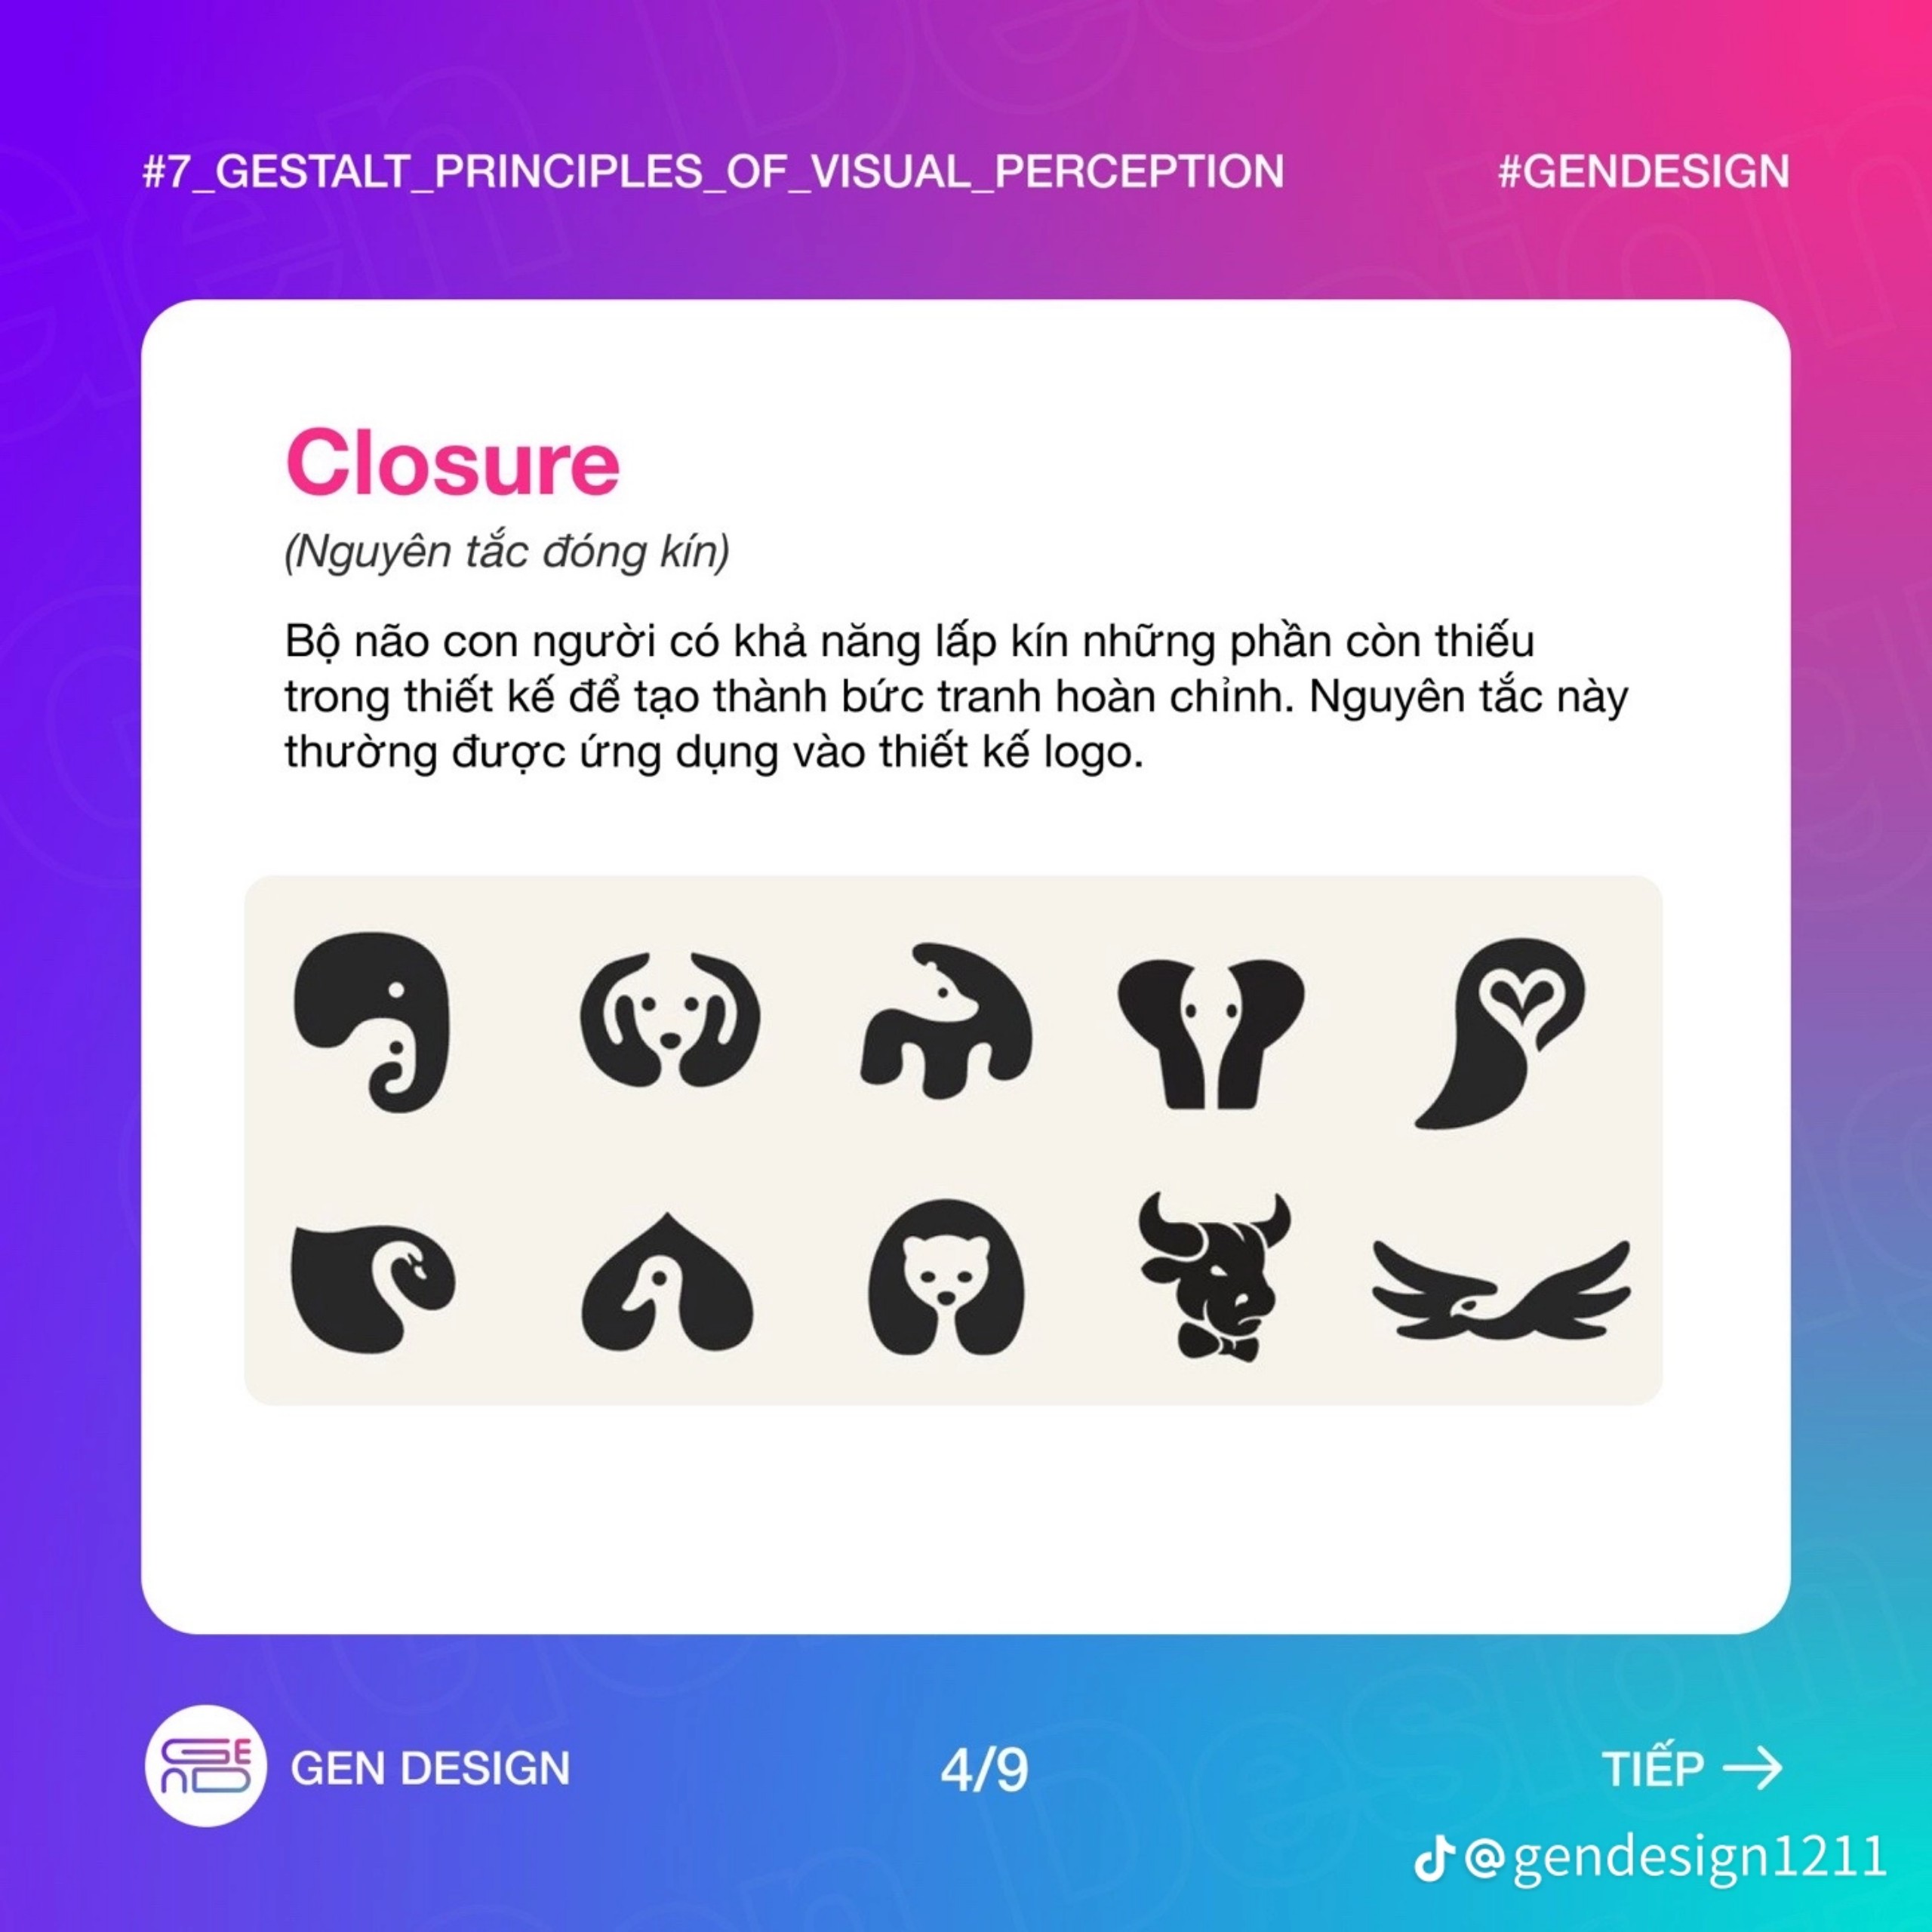 #7_GESTALT_PRINCIPLES_OF_VISUAL_PERCEPTION
#GENDESIGN
Closure
(Nguyên tắc đóng kín)
Bộ não con người có khả năng lấp kín những phần còn thiếu
trong thiết kế để tạo thành bức tranh hoàn chỉnh. Nguyên tắc này
thường được ứng dụng vào thiết kế logo.
GEN DESIGN
4/9
TIẾP →
@gendesign1211